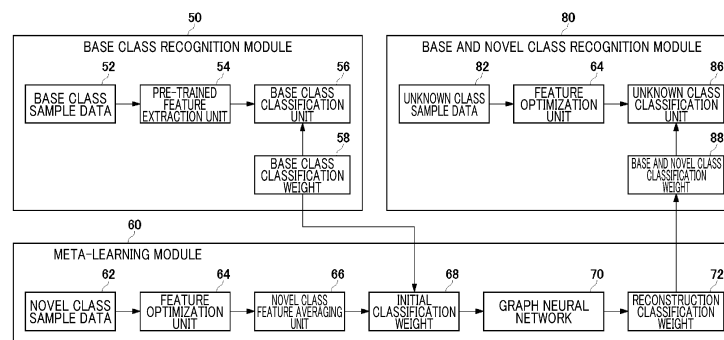 50
BASE CLASS RECOGNITION MODULE
52
BASE CLASS
SAMPLE DATA
54
PRE-TRAINED
FEATURE
EXTRACTION UNIT
56
BASE CLASS
CLASSIFICATION
UNIT
58
BASE CLASS
CLASSIFICATION
WEIGHT
80
BASE AND NOVEL CLASS RECOGNITION MODULE
82
UNKNOWN CLASS
SAMPLE DATA
64
FEATURE
OPTIMIZATION
UNIT
86
UNKNOWN CLASS
CLASSIFICATION
UNIT
88
BASE AND NOVEL CLASS
CLASSIFICATION
WEIGHT
60
META-LEARNING MODULE
62
NOVEL CLASS
SAMPLE DATA
64
FEATURE
OPTIMIZATION
UNIT
66
NOVEL CLASS
FEATURE AVERAGING
UNIT
68
INITIAL
CLASSIFICATION
WEIGHT
70
GRAPH NEURAL
NETWORK
72
RECONSTRUCTION
CLASSIFICATION
WEIGHT